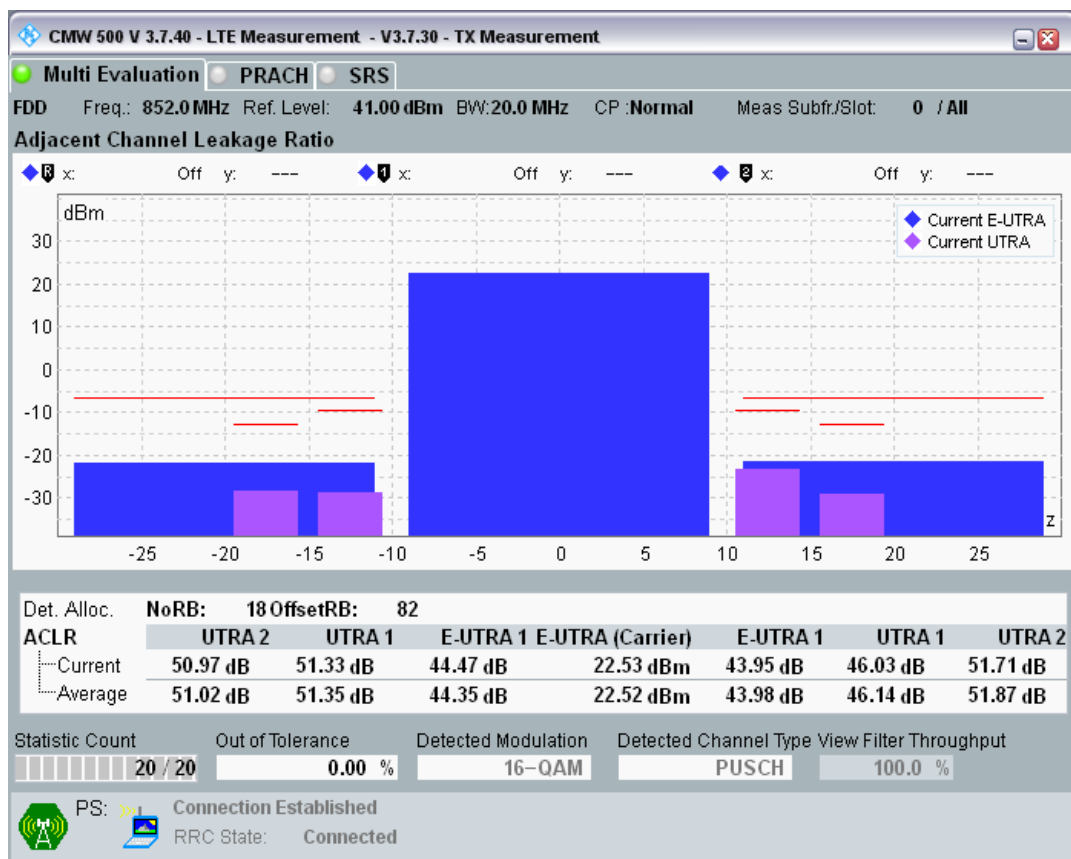 CMW 500 V 3.7.40 - LTE Measurement - V3.7.30 - TX Measurement
Multi Evaluation PRACH SRS
FDD Freq.: 852.0 MHz Ref. Level: 41.00 dBm BW:20.0 MHz CP :Normal Meas Subfr./Slot: 0 / All
Adjacent Channel Leakage Ratio
R x: Off y: --- 1 x: Off y: --- 2 x: Off y: ---
dBm
Current E-UTRA
Current UTRA
30
20
10
0
-10
-20
-30
z
-25 -20 -15 -10 -5 0 5 10 15 20 25
Det. Alloc. NoRB: 18 OffsetRB: 82
ACLR UTRA 2 UTRA 1 E-UTRA 1 E-UTRA (Carrier) E-UTRA 1 UTRA 1 UTRA 2
Current 50.97 dB 51.33 dB 44.47 dB 22.53 dBm 43.95 dB 46.03 dB 51.71 dB
Average 51.02 dB 51.35 dB 44.35 dB 22.52 dBm 43.98 dB 46.14 dB 51.87 dB
Statistic Count Out of Tolerance Detected Modulation Detected Channel Type View Filter Throughput
20 / 20 0.00 % 16-QAM PUSCH 100.0 %
PS: Connection Established
RRC State: Connected